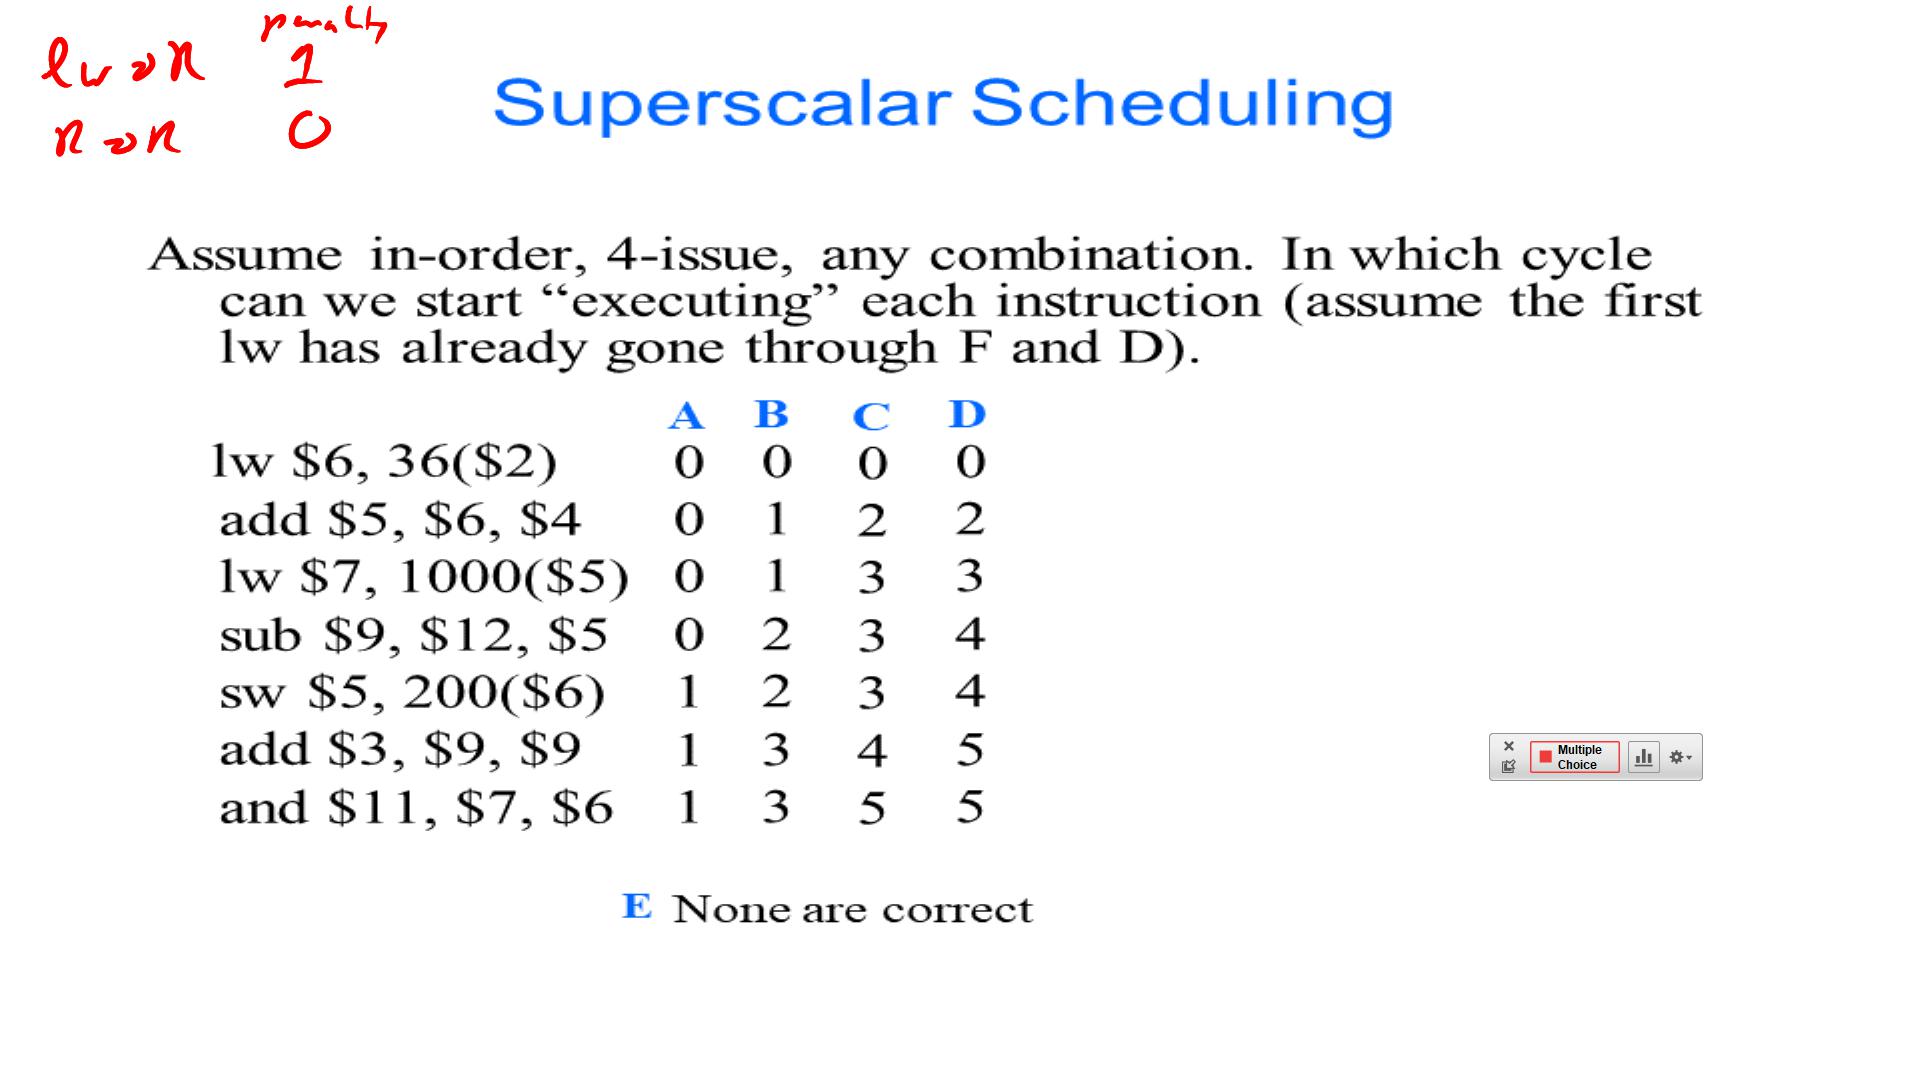 penalty
lw → R 1
R → R 0
Superscalar Scheduling
Assume in-order, 4-issue, any combination. In which cycle
can we start “executing” each instruction (assume the first
lw has already gone through F and D).
A B C D
lw $6, 36($2) 0 0 0 0
add $5, $6, $4 0 1 2 2
lw $7, 1000($5) 0 1 3 3
sub $9, $12, $5 0 2 3 4
sw $5, 200($6) 1 2 3 4
add $3, $9, $9 1 3 4 5
and $11, $7, $6 1 3 5 5
E None are correct
Multiple
Choice